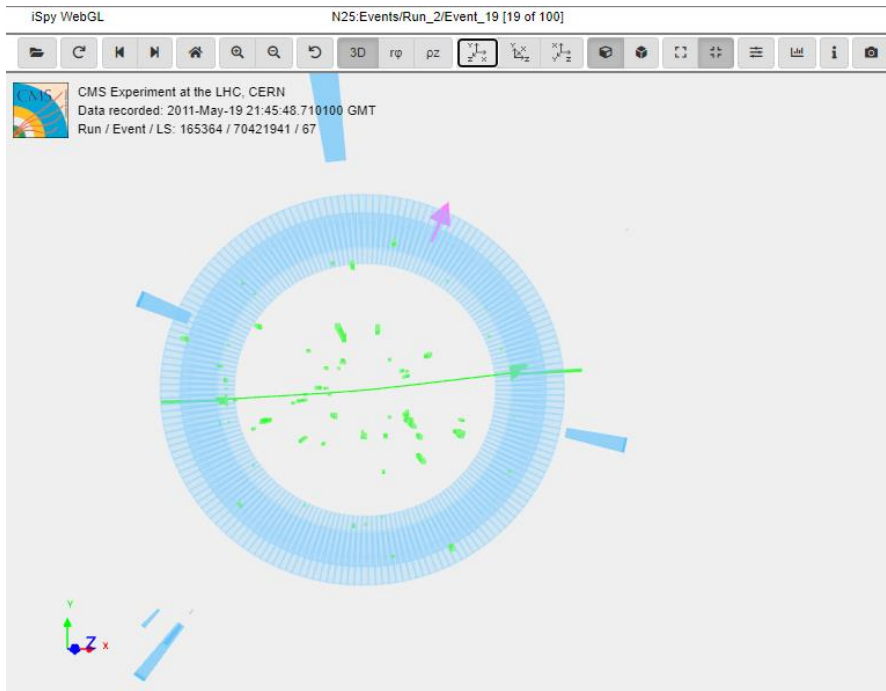 iSpy WebGL
N25:Events/Run_2/Event_19 [19 of 100]
3D
rφ
ρz
CMS
CMS Experiment at the LHC, CERN
Data recorded: 2011-May-19 21:45:48.710100 GMT
Run / Event / LS: 165364 / 70421941 / 67
Y
Z
X